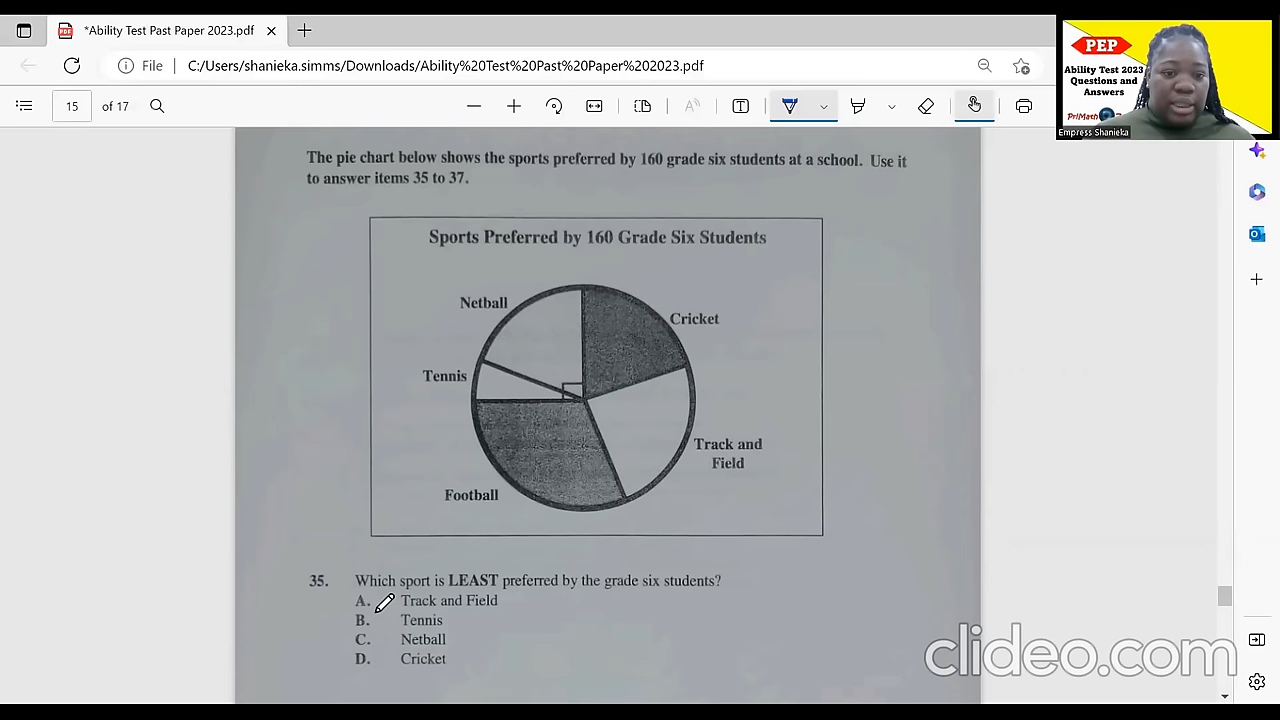 *Ability Test Past Paper 2023.pdf
File
C:/Users/shanieka.simms/Downloads/Ability%20Test%20Past%20Paper%202023.pdf
15 of 17
PEP
Ability Test 2023
Questions and
Answers
PriMath
Empress Shanieka
The pie chart below shows the sports preferred by 160 grade six students at a school. Use it
to answer items 35 to 37.
Sports Preferred by 160 Grade Six Students
Netball
Cricket
Tennis
Track and
Field
Football
35. Which sport is LEAST preferred by the grade six students?
A. Track and Field
B. Tennis
C. Netball
D. Cricket
clideo.com